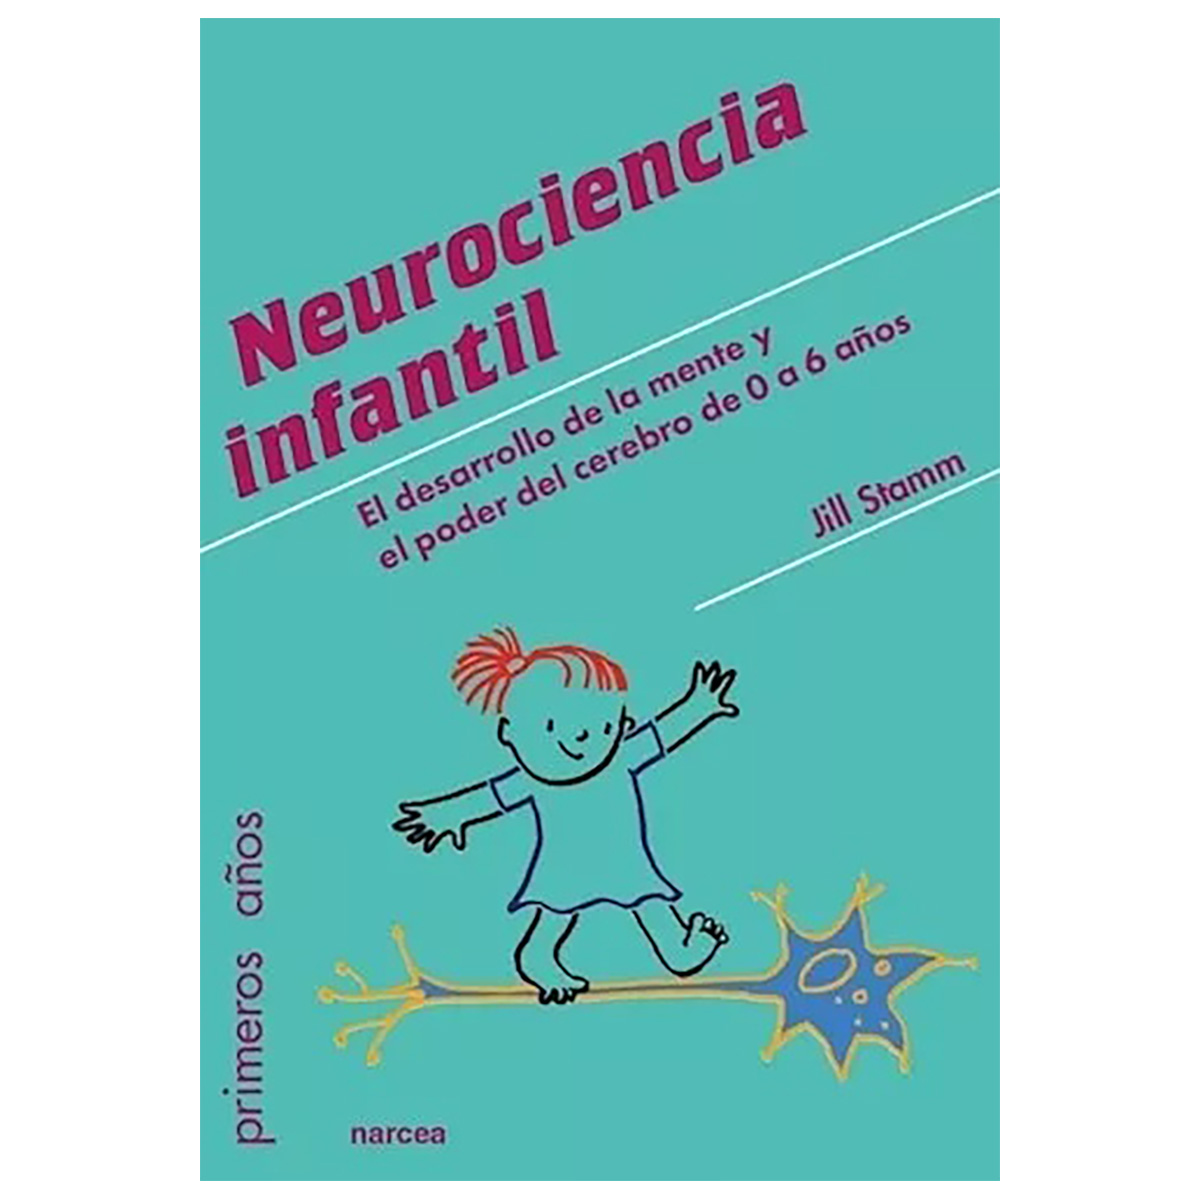 Neurociencia
infantil
El desarrollo de la mente y
el poder del cerebro de 0 a 6 años
Jill Stamm
primeros años
narcea